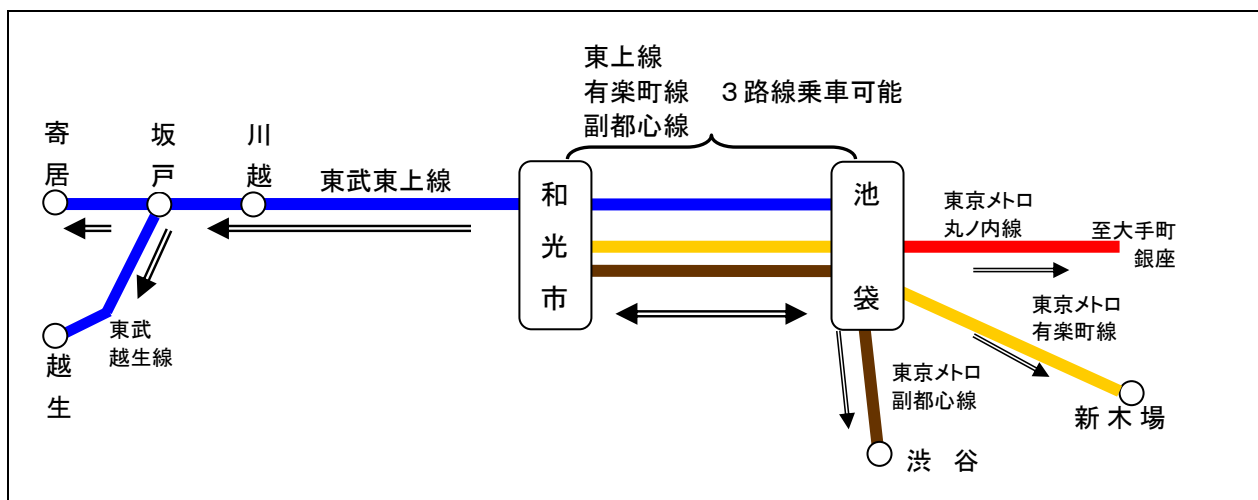 東上線
有楽町線　３路線乗車可能
副都心線
寄居
坂戸
川越
東武東上線
和光市
池袋
東京メトロ
丸ノ内線
至大手町
銀座
東京メトロ
有楽町線
東武
越生線
越生
東京メトロ
副都心線
新木場
渋　谷